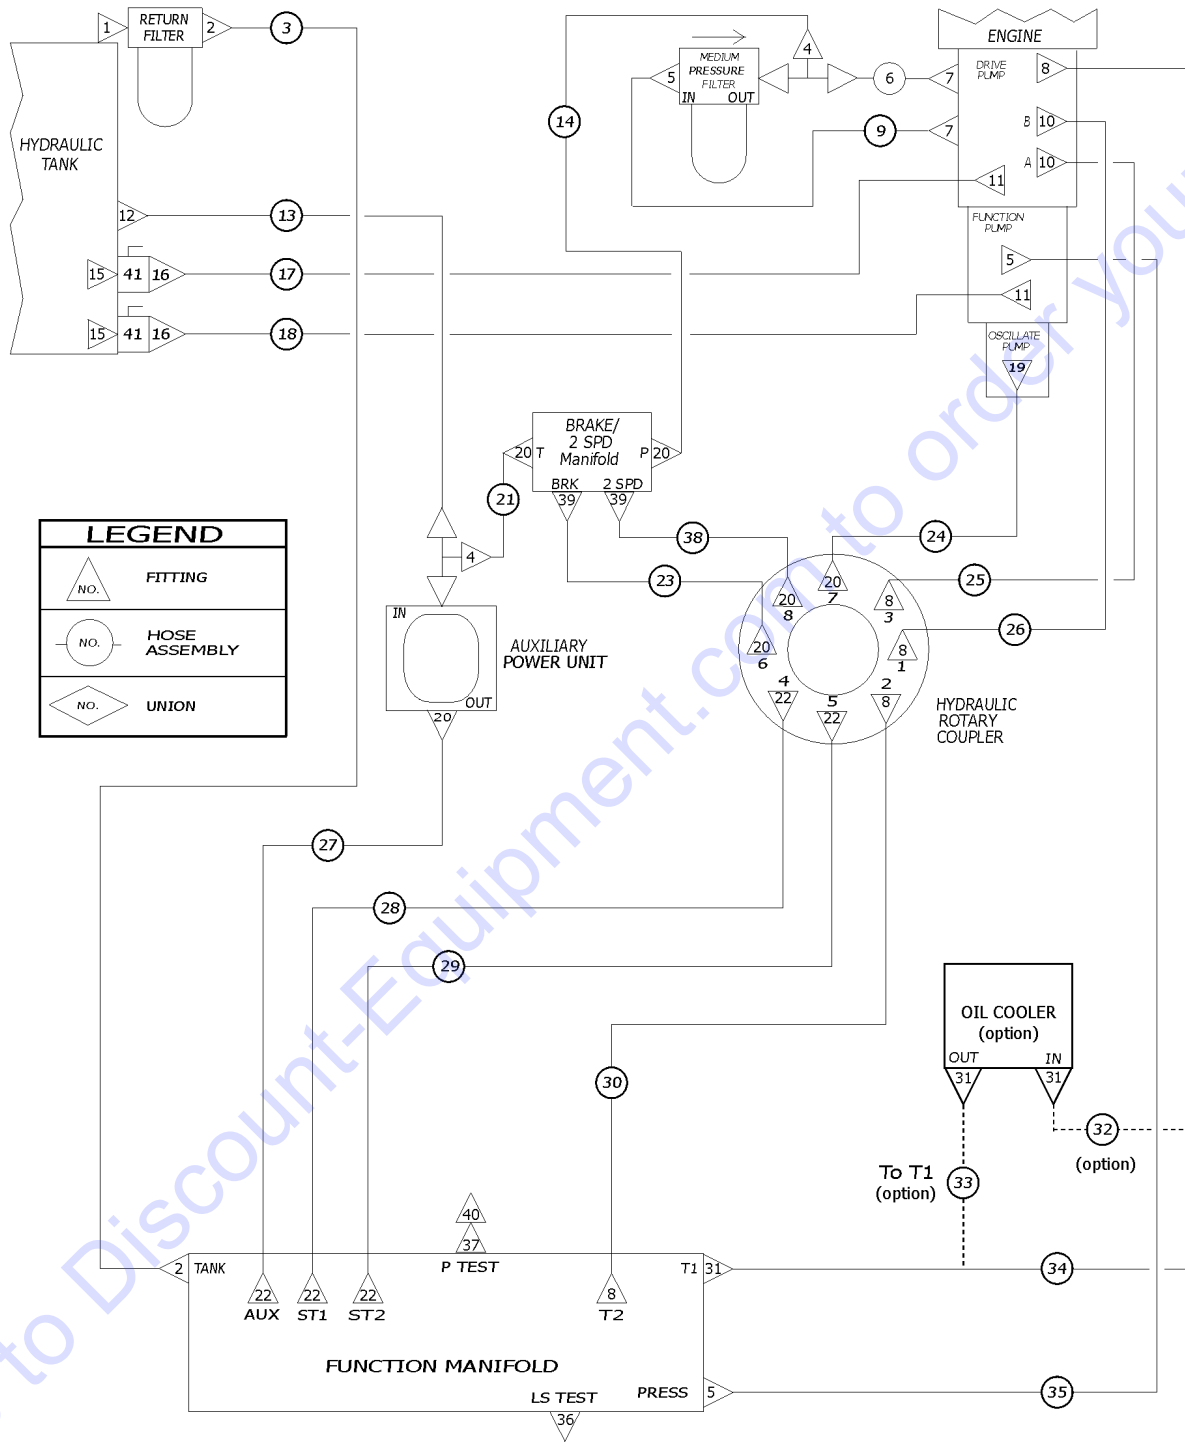 1
RETURN
FILTER
2
3
HYDRAULIC
TANK
12
13
15
41
16
17
15
41
16
18
14
4
5
MEDIUM
PRESSURE
FILTER
IN
OUT
6
7
9
7
ENGINE
DRIVE
PUMP
8
B
10
A
10
11
FUNCTION
PUMP
5
11
OSCILLATE
PUMP
19
BRAKE/
2 SPD
Manifold
20
T
P
20
BRK
2 SPD
39
39
21
38
23
24
25
26
4
LEGEND
NO.
FITTING
NO.
HOSE
ASSEMBLY
NO.
UNION
IN
OUT
AUXILIARY
POWER UNIT
20
20
8
20
7
8
3
20
6
8
1
4
22
5
22
2
8
HYDRAULIC
ROTARY
COUPLER
27
28
29
30
OIL COOLER
(option)
OUT
IN
31
31
32
(option)
To T1
(option)
33
40
37
P TEST
2
TANK
22
AUX
22
ST1
22
ST2
8
T2
T1
31
34
FUNCTION MANIFOLD
LS TEST
36
PRESS
5
35
to Discount-Equipment.com to order your